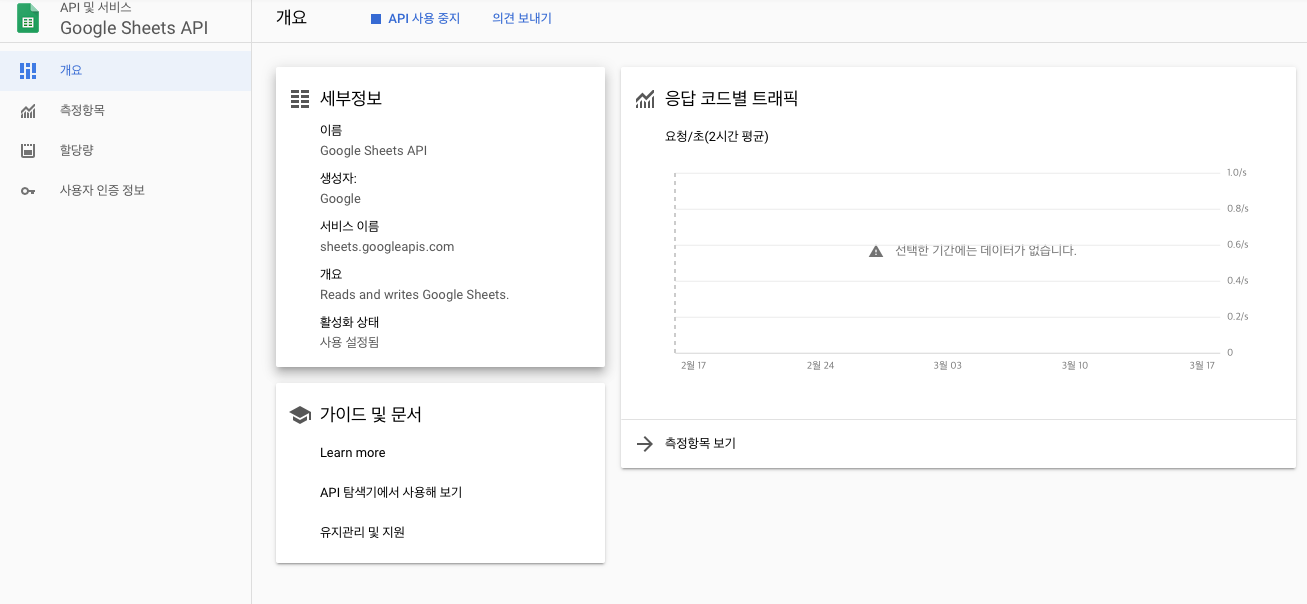 API 및 서비스
Google Sheets API
개요
측정항목
할당량
사용자 인증 정보
개요
API 사용 중지
의견 보내기
세부정보
이름
Google Sheets API
생성자:
Google
서비스 이름
sheets.googleapis.com
개요
Reads and writes Google Sheets.
활성화 상태
사용 설정됨
가이드 및 문서
Learn more
API 탐색기에서 사용해 보기
유지관리 및 지원
응답 코드별 트래픽
요청/초(2시간 평균)
1.0/s
0.8/s
0.6/s
선택한 기간에는 데이터가 없습니다.
0.4/s
0.2/s
0
2월 17
2월 24
3월 03
3월 10
3월 17
측정항목 보기